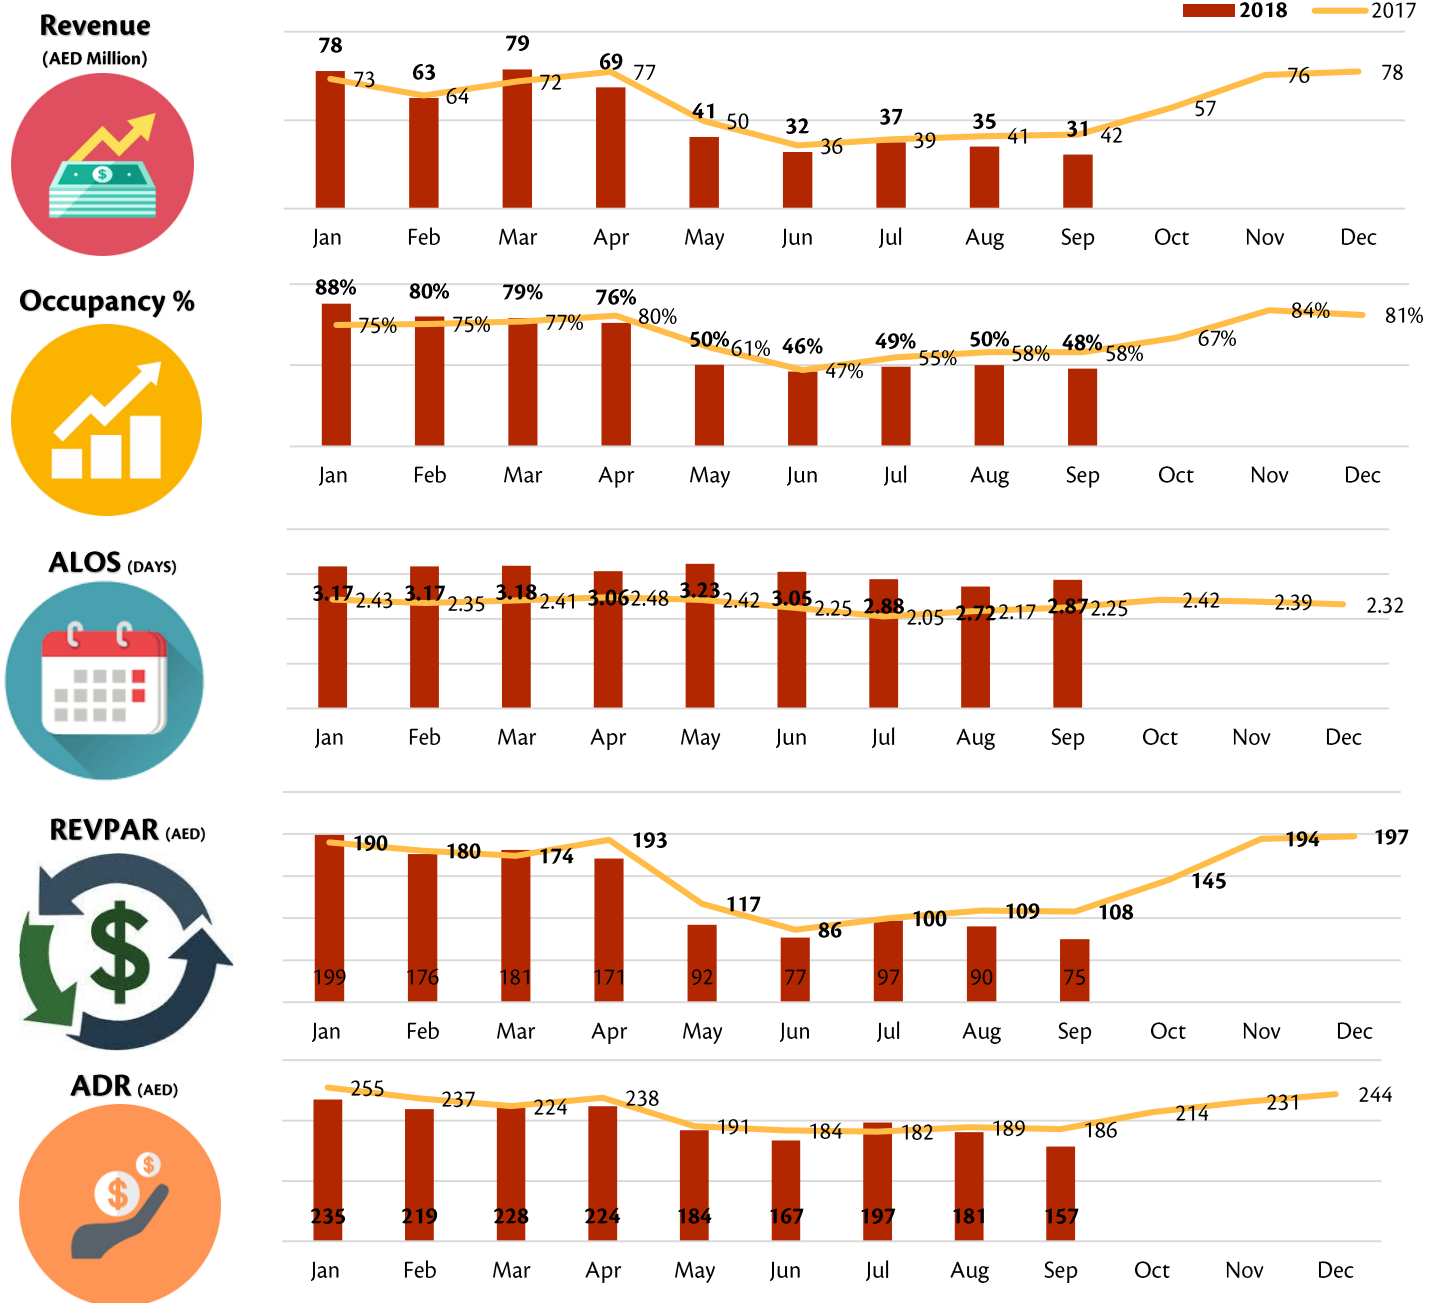 2018 2017
Revenue
(AED Million)
78 63 79 69 41 32 37 35 31
73 64 72 77 50 36 39 41 42 57 76 78
Jan Feb Mar Apr May Jun Jul Aug Sep Oct Nov Dec
Occupancy %
88% 80% 79% 76% 50% 46% 49% 50% 48%
75% 75% 77% 80% 61% 47% 55% 58% 58% 67% 84% 81%
Jan Feb Mar Apr May Jun Jul Aug Sep Oct Nov Dec
ALOS (DAYS)
3.17 3.17 3.18 3.06 3.23 3.05 2.88 2.72 2.87
2.43 2.35 2.41 2.48 2.42 2.25 2.05 2.17 2.25 2.42 2.39 2.32
Jan Feb Mar Apr May Jun Jul Aug Sep Oct Nov Dec
REVPAR (AED)
190 180 174 193 117 86 100 109 108 145 194 197
199 176 181 171 92 77 97 90 75
Jan Feb Mar Apr May Jun Jul Aug Sep Oct Nov Dec
ADR (AED)
255 237 224 238 191 184 182 189 186 214 231 244
235 219 228 224 184 167 197 181 157
Jan Feb Mar Apr May Jun Jul Aug Sep Oct Nov Dec